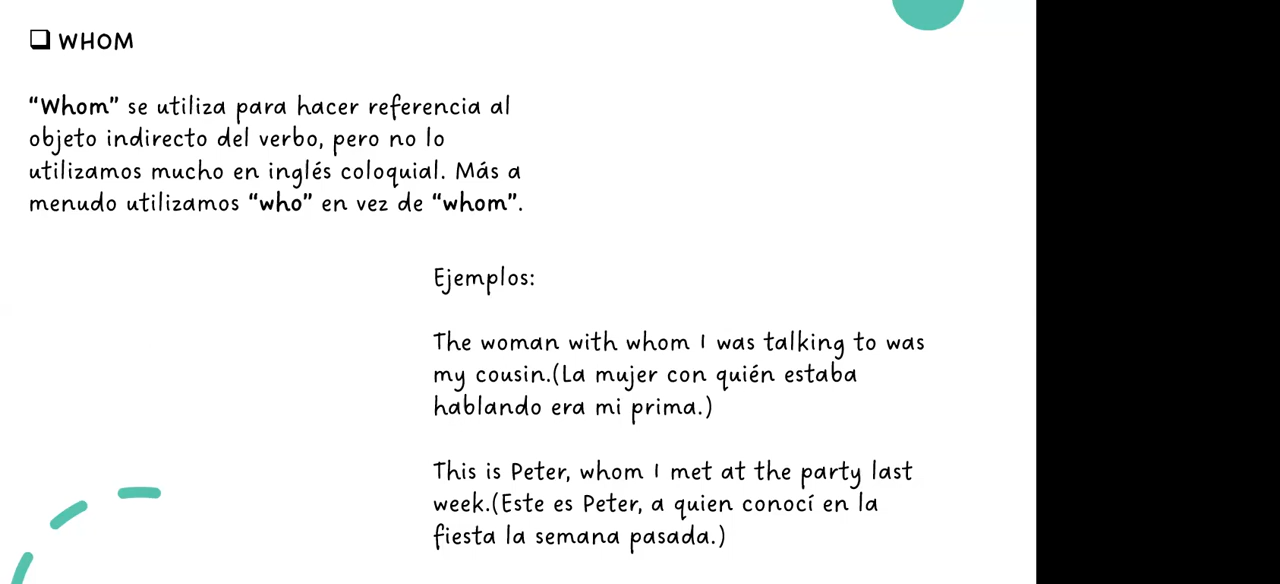 ❑ WHOM
“Whom” se utiliza para hacer referencia al
objeto indirecto del verbo, pero no lo
utilizamos mucho en inglés coloquial. Más a
menudo utilizamos “who” en vez de “whom”.
Ejemplos:
The woman with whom I was talking to was
my cousin.(La mujer con quién estaba
hablando era mi prima.)
This is Peter, whom I met at the party last
week.(Este es Peter, a quien conocí en la
fiesta la semana pasada.)